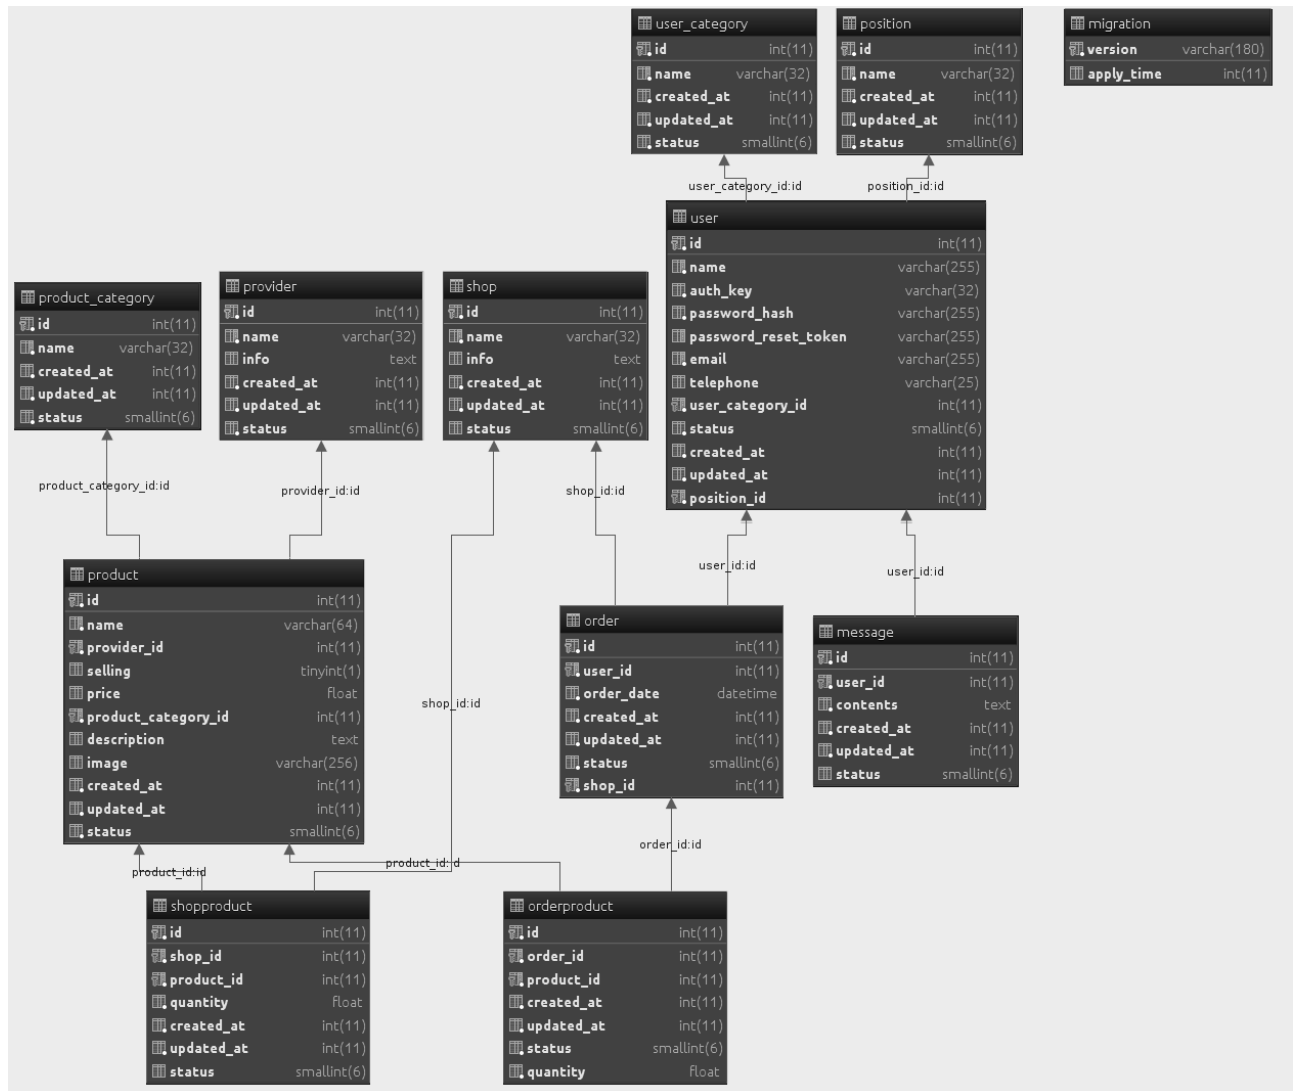 user_category
id int(11)
name varchar(32)
created_at int(11)
updated_at int(11)
status smallint(6)
position
id int(11)
name varchar(32)
created_at int(11)
updated_at int(11)
status smallint(6)
migration
version varchar(180)
apply_time int(11)
user_category_id:id
position_id:id
user
id int(11)
name varchar(255)
auth_key varchar(32)
password_hash varchar(255)
password_reset_token varchar(255)
email varchar(255)
telephone varchar(25)
user_category_id int(11)
status smallint(6)
created_at int(11)
updated_at int(11)
position_id int(11)
product_category
id int(11)
name varchar(32)
created_at int(11)
updated_at int(11)
status smallint(6)
provider
id int(11)
name varchar(32)
info text
created_at int(11)
updated_at int(11)
status smallint(6)
shop
id int(11)
name varchar(32)
info text
created_at int(11)
updated_at int(11)
status smallint(6)
product_category_id:id
provider_id:id
shop_id:id
user_id:id
user_id:id
product
id int(11)
name varchar(64)
provider_id int(11)
selling tinyint(1)
price float
product_category_id int(11)
description text
image varchar(256)
created_at int(11)
updated_at int(11)
status smallint(6)
shop_id:id
order
id int(11)
user_id int(11)
order_date datetime
created_at int(11)
updated_at int(11)
status smallint(6)
shop_id int(11)
message
id int(11)
user_id int(11)
contents text
created_at int(11)
updated_at int(11)
status smallint(6)
order_id:id
product_id:id
product_id:id
shopproduct
id int(11)
shop_id int(11)
product_id int(11)
quantity float
created_at int(11)
updated_at int(11)
status smallint(6)
orderproduct
id int(11)
order_id int(11)
product_id int(11)
created_at int(11)
updated_at int(11)
status smallint(6)
quantity float